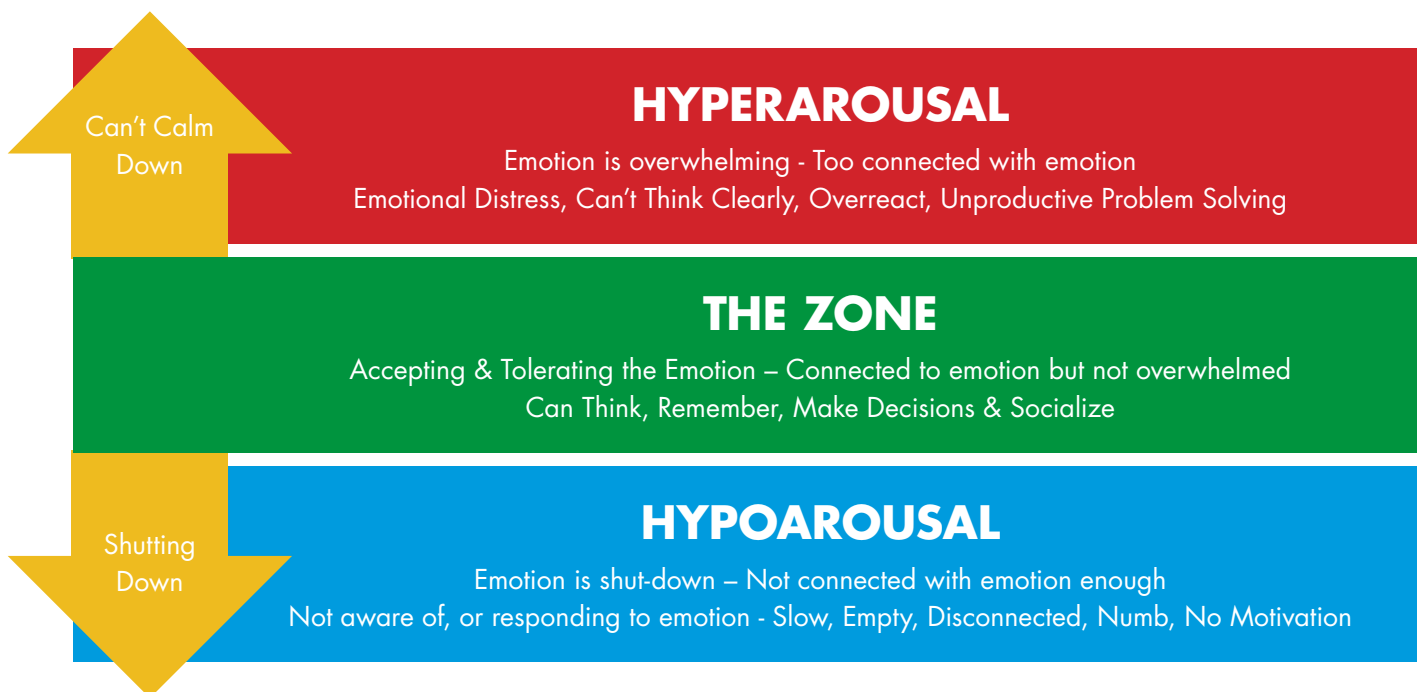 Can’t Calm
Down
HYPERAROUSAL
Emotion is overwhelming - Too connected with emotion
Emotional Distress, Can’t Think Clearly, Overreact, Unproductive Problem Solving
THE ZONE
Accepting & Tolerating the Emotion – Connected to emotion but not overwhelmed
Can Think, Remember, Make Decisions & Socialize
Shutting
Down
HYPOAROUSAL
Emotion is shut-down – Not connected with emotion enough
Not aware of, or responding to emotion - Slow, Empty, Disconnected, Numb, No Motivation